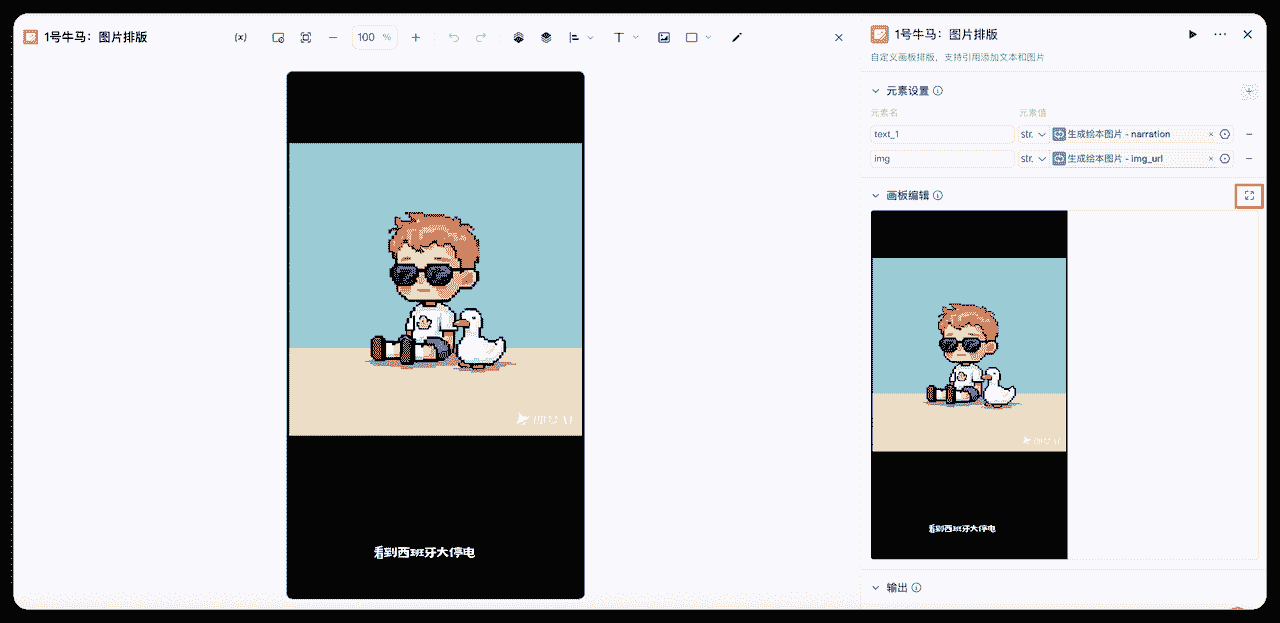 1号牛马：图片排版
(x)
100 %
T
看到西班牙大停电
1号牛马：图片排版
自定义画板排版，支持引用添加文本和图片
元素设置
元素名 元素值
text_1 str. 生成绘本图片 - narration
img str. 生成绘本图片 - img_url
画板编辑
看到西班牙大停电
输出